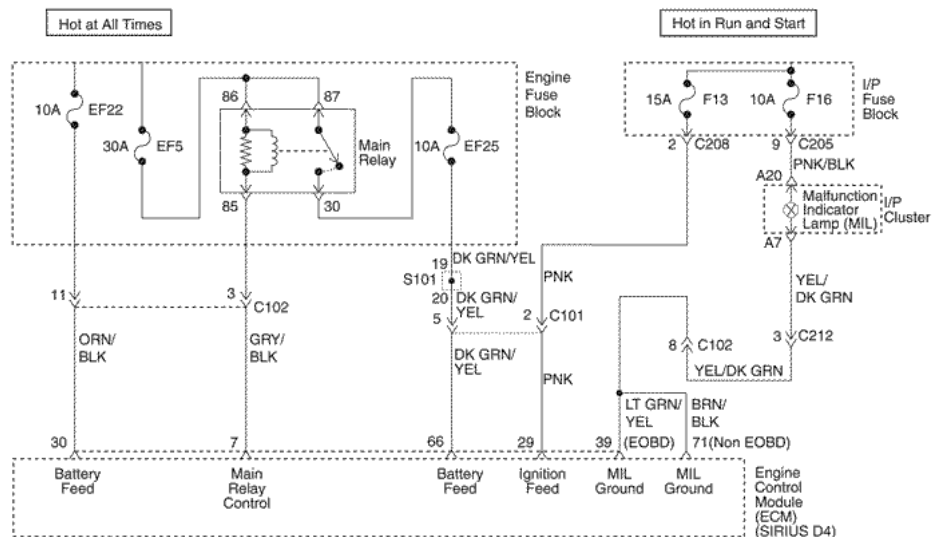 Hot at All Times
Hot in Run and Start
Engine
Fuse
Block
I/P
Fuse
Block
10A EF22
30A EF5
86
87
Main
Relay
85
30
10A EF25
15A F13
10A F16
2 C208
9 C205
PNK/BLK
A20
Malfunction
Indicator
Lamp (MIL)
I/P
Cluster
A7
19 DK GRN/YEL
S101
20 DK GRN/
YEL
PNK
YEL/
DK GRN
11
3
C102
5
2 C101
8 C102
3 C212
YEL/DK GRN
ORN/
BLK
GRY/
BLK
DK GRN/
YEL
PNK
LT GRN/
YEL
BRN/
BLK
30
7
66
29
39 (EOBD)
71(Non EOBD)
Battery
Feed
Main
Relay
Control
Battery
Feed
Ignition
Feed
MIL
Ground
MIL
Ground
Engine
Control
Module
(ECM)
(SIRIUS D4)